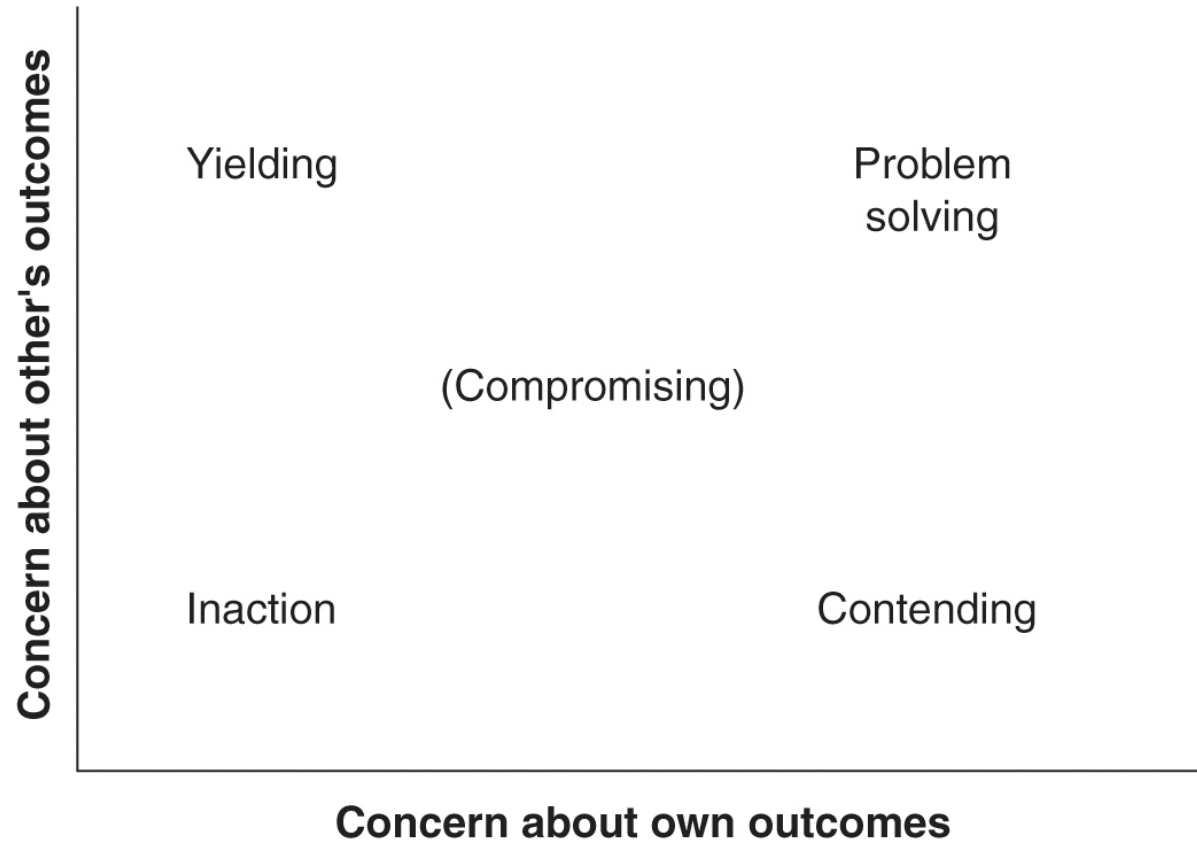 Concern about other's outcomes
Yielding
Problem
solving
(Compromising)
Inaction
Contending
Concern about own outcomes